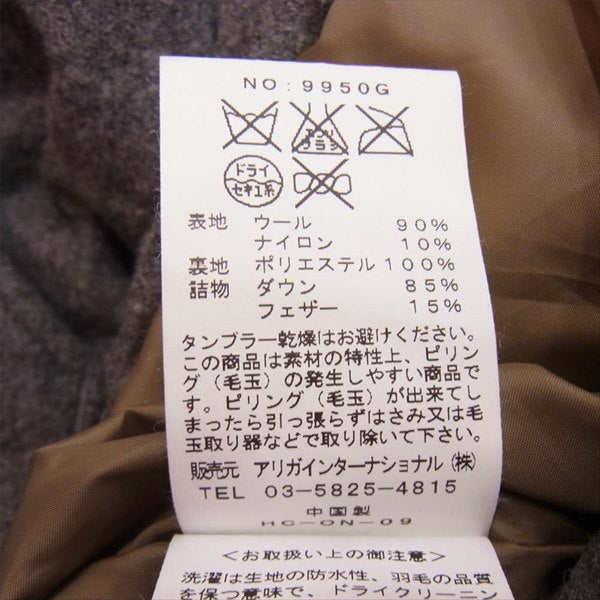 NO:9950G
エンソ
ブラシ
ドライ
セキユ系
表地 ウール 90%
ナイロン 10%
裏地 ポリエステル 100%
詰物 ダウン 85%
フェザー 15%
タンブラー乾燥はお避けください。
この商品は素材の特性上、ピリン
グ(毛玉)の発生しやすい商品で
す。ピリング(毛玉)が出来てし
まったら引っ張らずはさみ又は毛
玉取り器などで取り除いて下さい。
販売元 アリガインターナショナル(株)
TEL 03-5825-4815
中国製
HC-ON-09
<お取扱い上の御注意>
洗濯は生地の防水性、羽毛の品質
を保つ意味で、ドライクリーニン